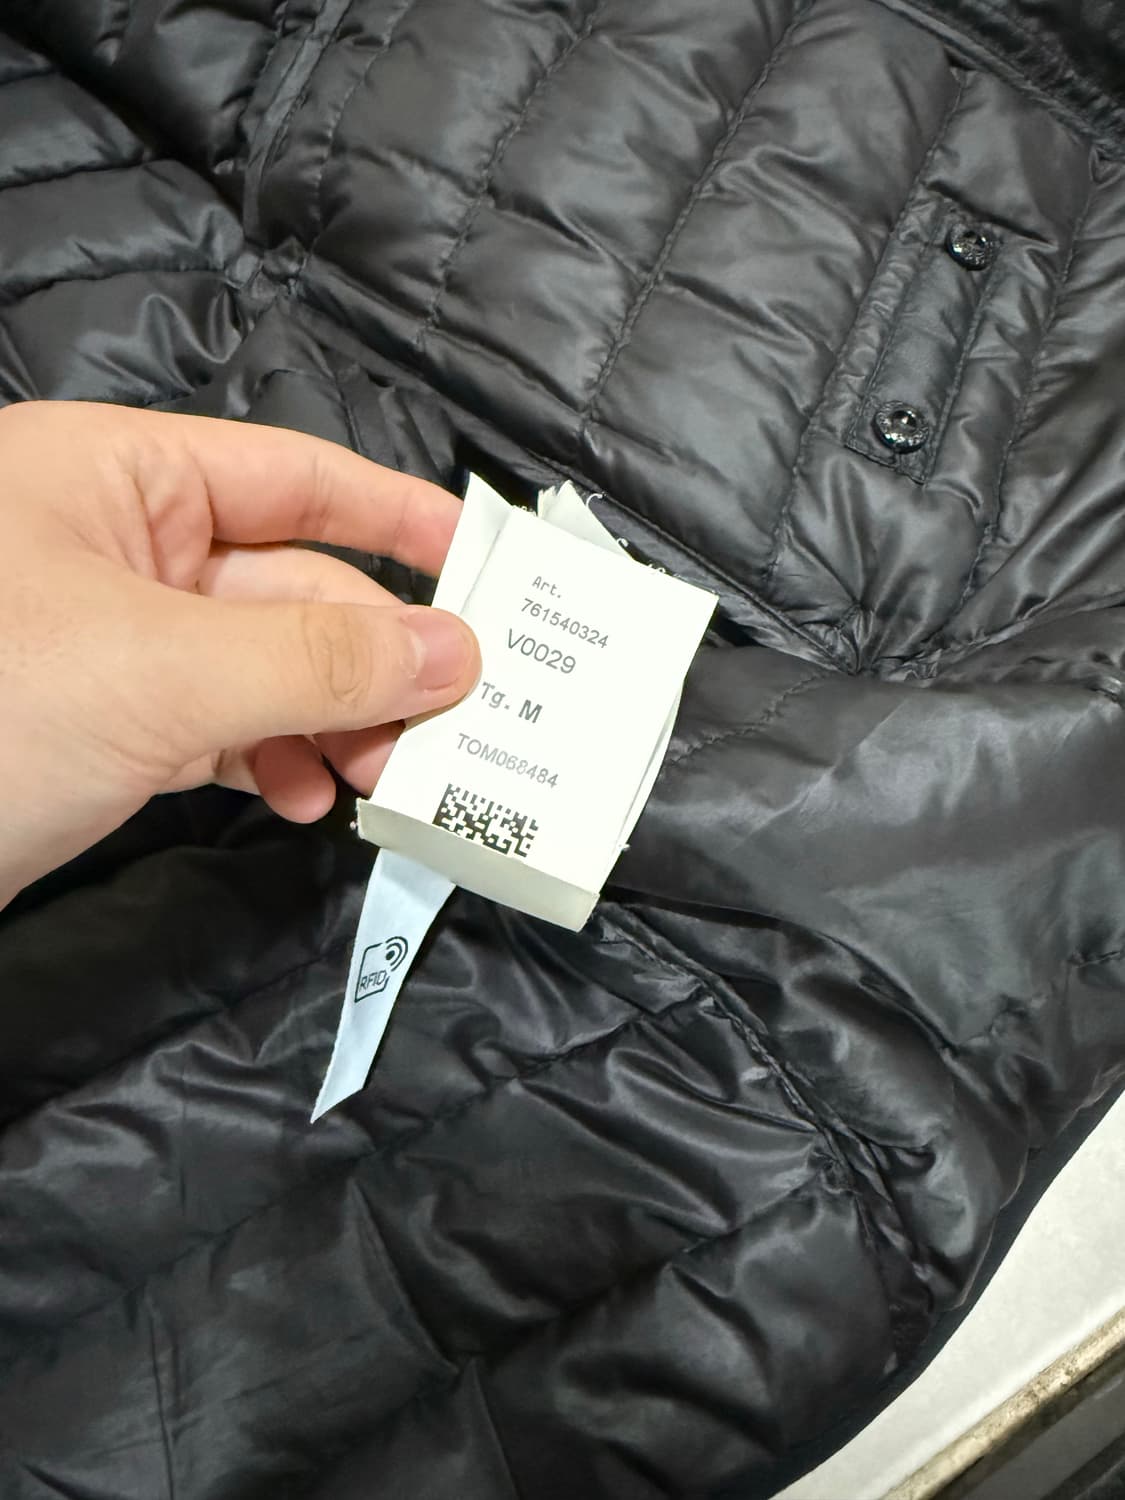 Art.
761540324
V0029
Tg. M
TOM068484
RFID